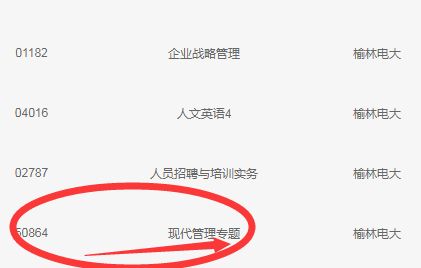 01182 企业战略管理 榆林电大
04016 人文英语4 榆林电大
02787 人员招聘与培训实务 榆林电大
50864 现代管理专题 榆林电大